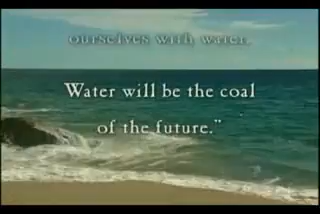 ourselves with water.
Water will be the coal
of the future."